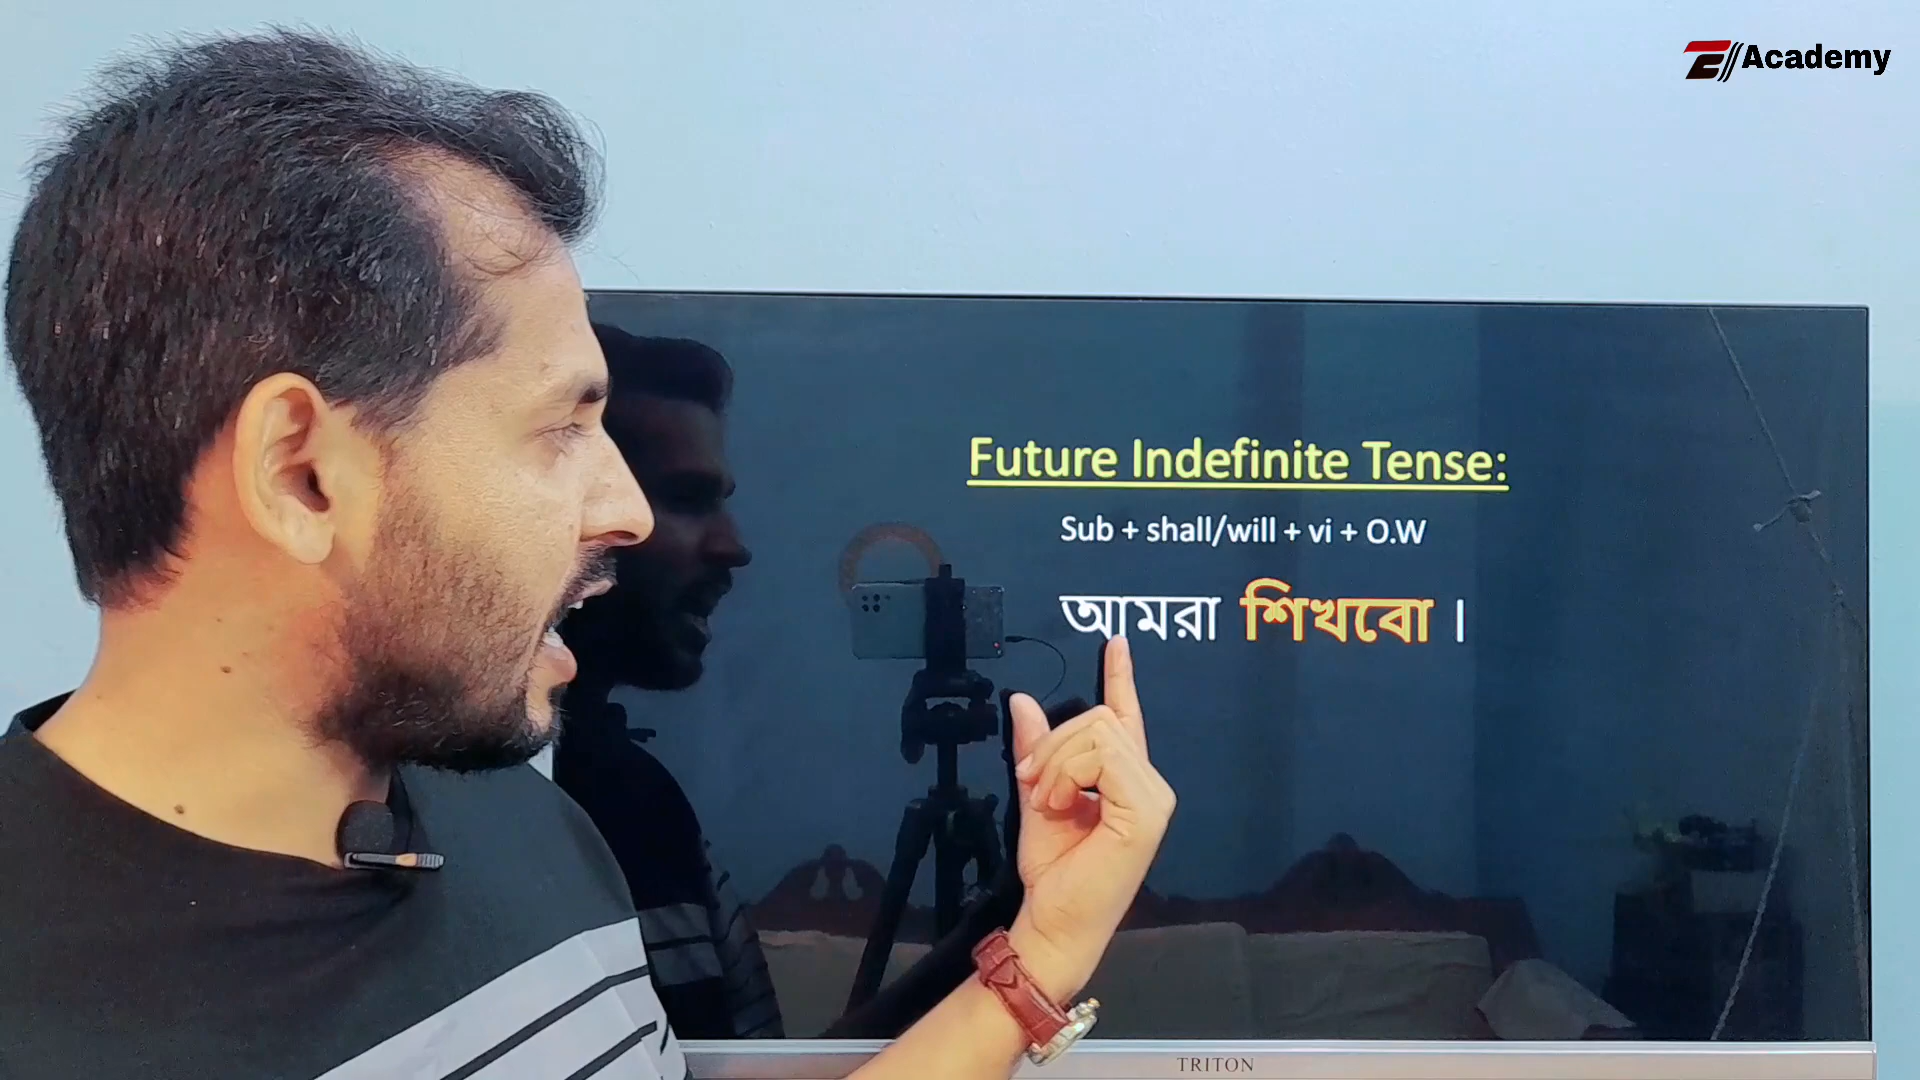 Academy
Future Indefinite Tense:
Sub + shall/will + vi + O.W
আমরা শিখবো ।
TRITON